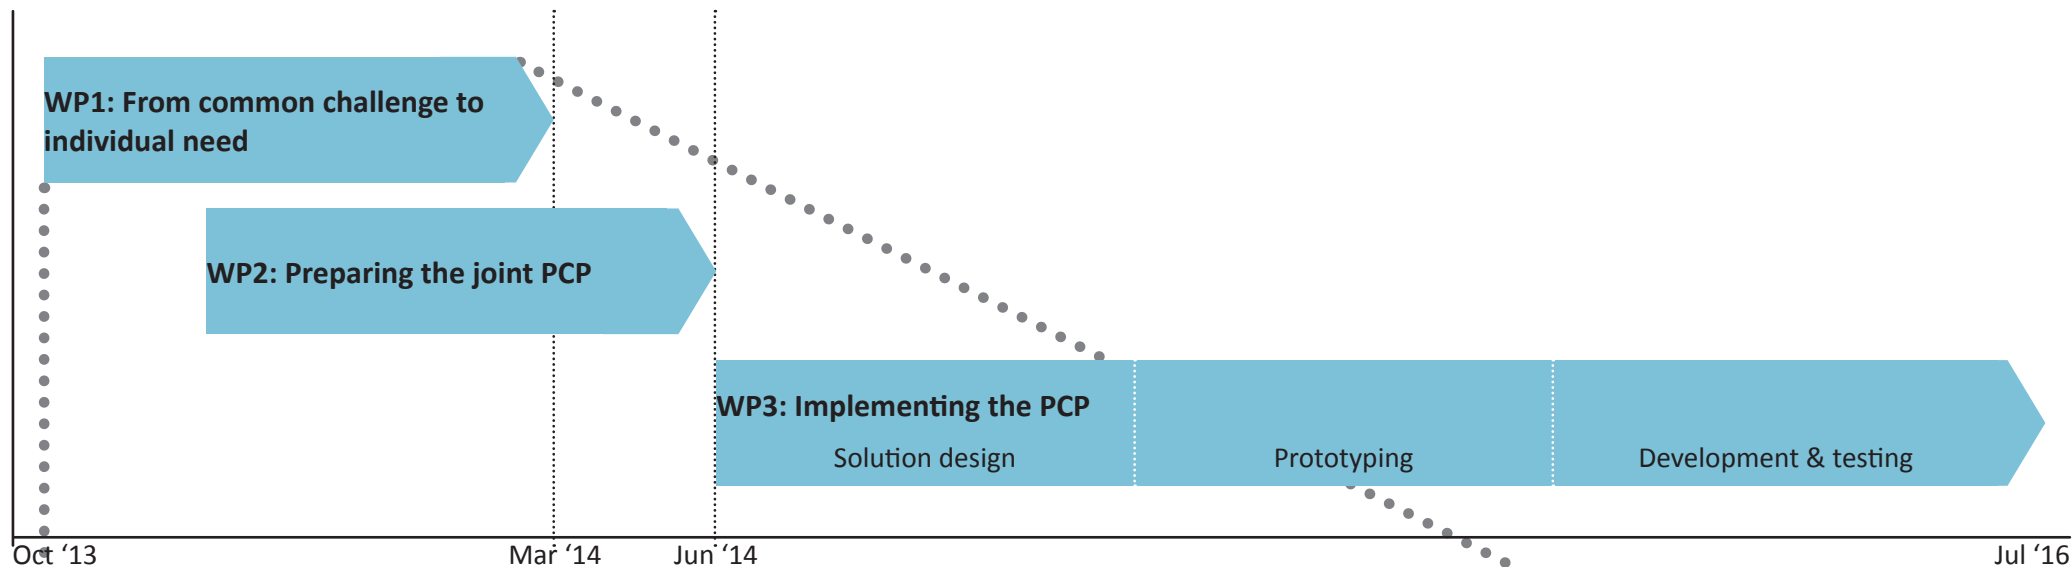 WP1: From common challenge to
individual need
WP2: Preparing the joint PCP
WP3: Implementing the PCP
Solution design
Prototyping
Development & testing
Oct ‘13
Mar ‘14
Jun ‘14
Jul ‘16